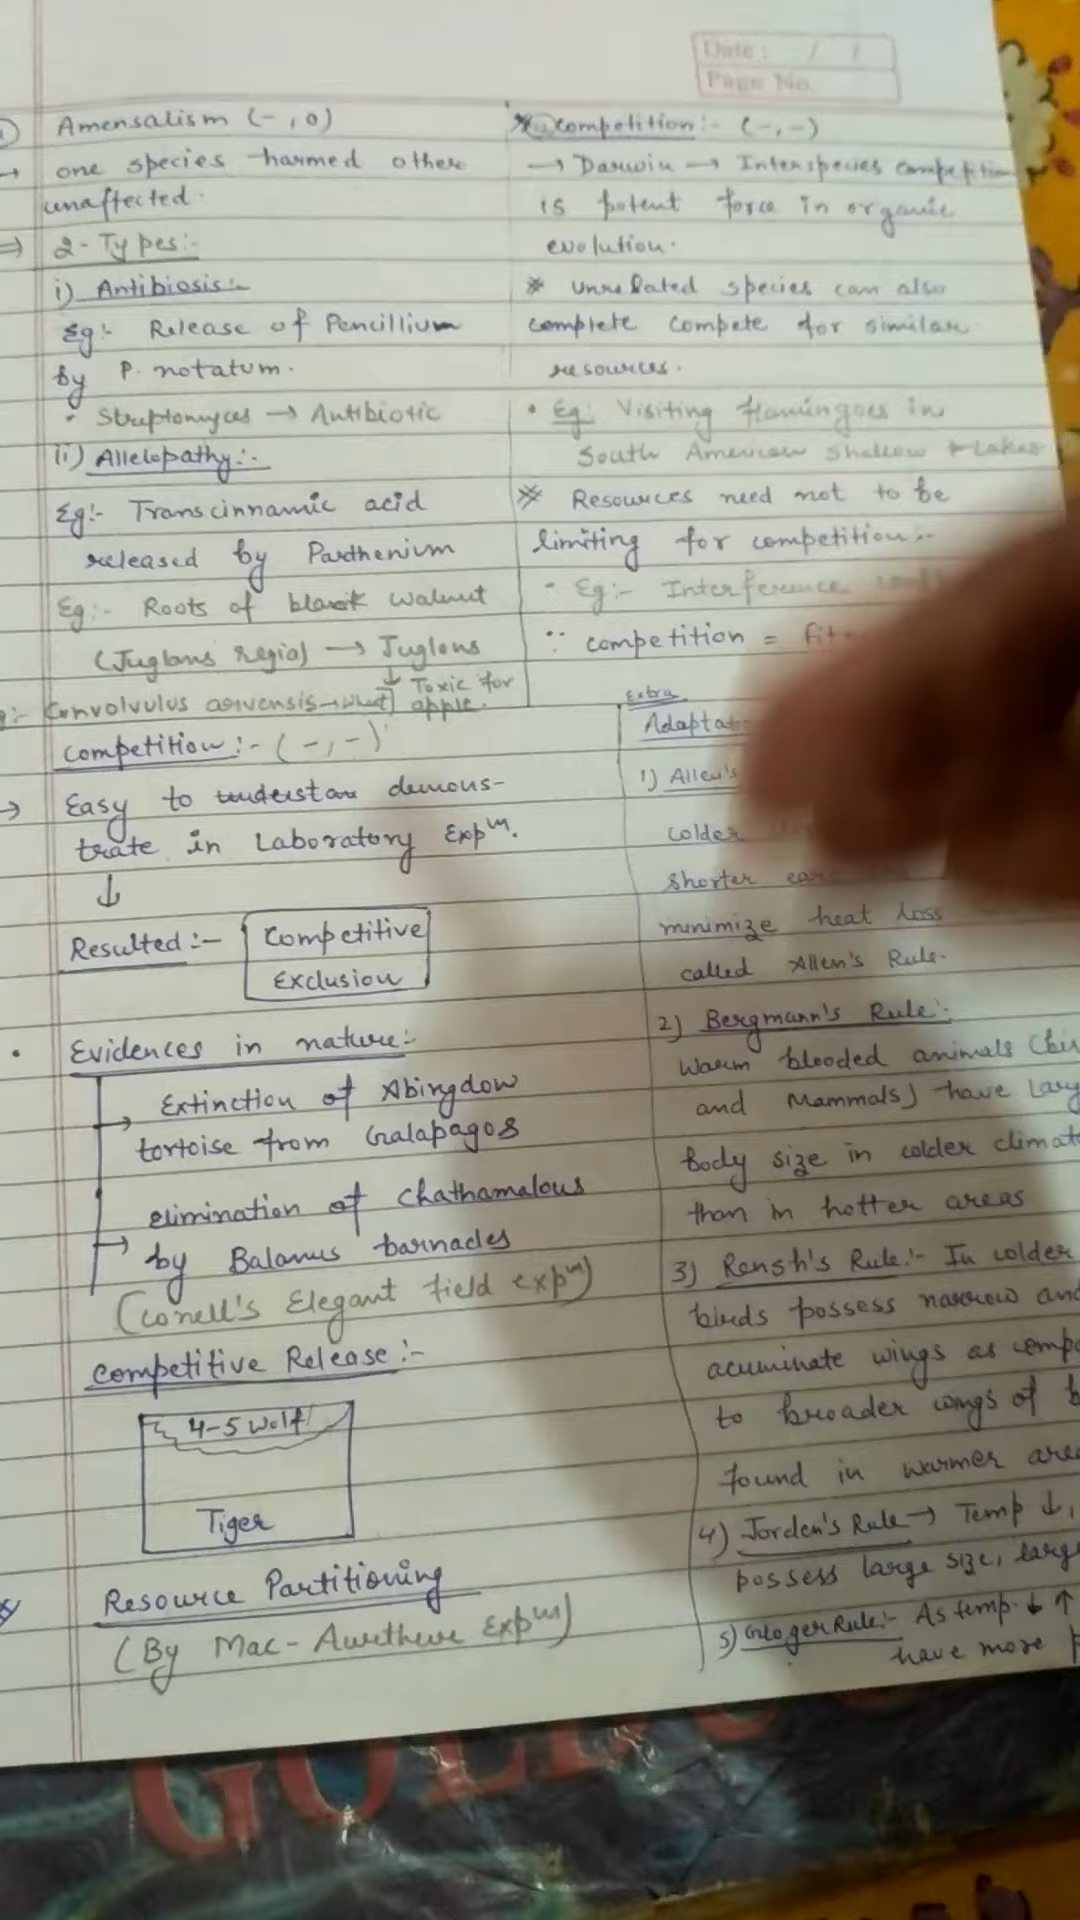 Date : / /
Page No.
Amensalism (- , 0)
→ one species harmed other
unaffected.
⇒ 2-Types:-
i) Antibiosis:-
Eg:- Release of Pencillium
by P. notatum.
• Streptomyces → Antibiotic
ii) Allelopathy:-
Eg:- Transcinnamic acid
released by Parthenium
Eg:- Roots of black walnut
(Juglans regia) → Juglons
↓ Toxic for
apple.
Convolvulus arvensis →
competition:- (-,-)
→ Easy to demons-
trate in Laboratory Expᵐ.
↓
Resulted:- Competitive
Exclusion
• Evidences in nature:-
→ Extinction of Abingdow
tortoise from Galapagos
→ elimination of Chathamalous
by Balanus barnacles
(Conell's Elegant field expᵐ)
Competitive Release:-
4-5 Wolf
Tiger
Resource Partitioning
(By Mac- Expᵐ)
competition:- (-,-)
→ Darwin → Interspecies
is potent force in organic
evolution.
* unrelated species can also
complete compete for similar
resources.
• Eg: Visiting flamingoes in
South American Shallow Lakes
* Resources need not to be
limiting for competition:-
• Eg:- Interference
∴ competition =
Extra
1) Allen's
colder
shorter
minimize heat loss
called Allen's Rule.
2) Bergmann's Rule:-
warm blooded animals
and Mammals) have
body size in colder
than in hotter areas
3) Rensh's Rule:- In colder
birds possess narrow
acuminate wings as
to broader wings of
found in warmer
4) Jorden's Rule → Temp ↓,
possess large size,
5) Gloger Rule:- As temp. ↓ ↑
have more